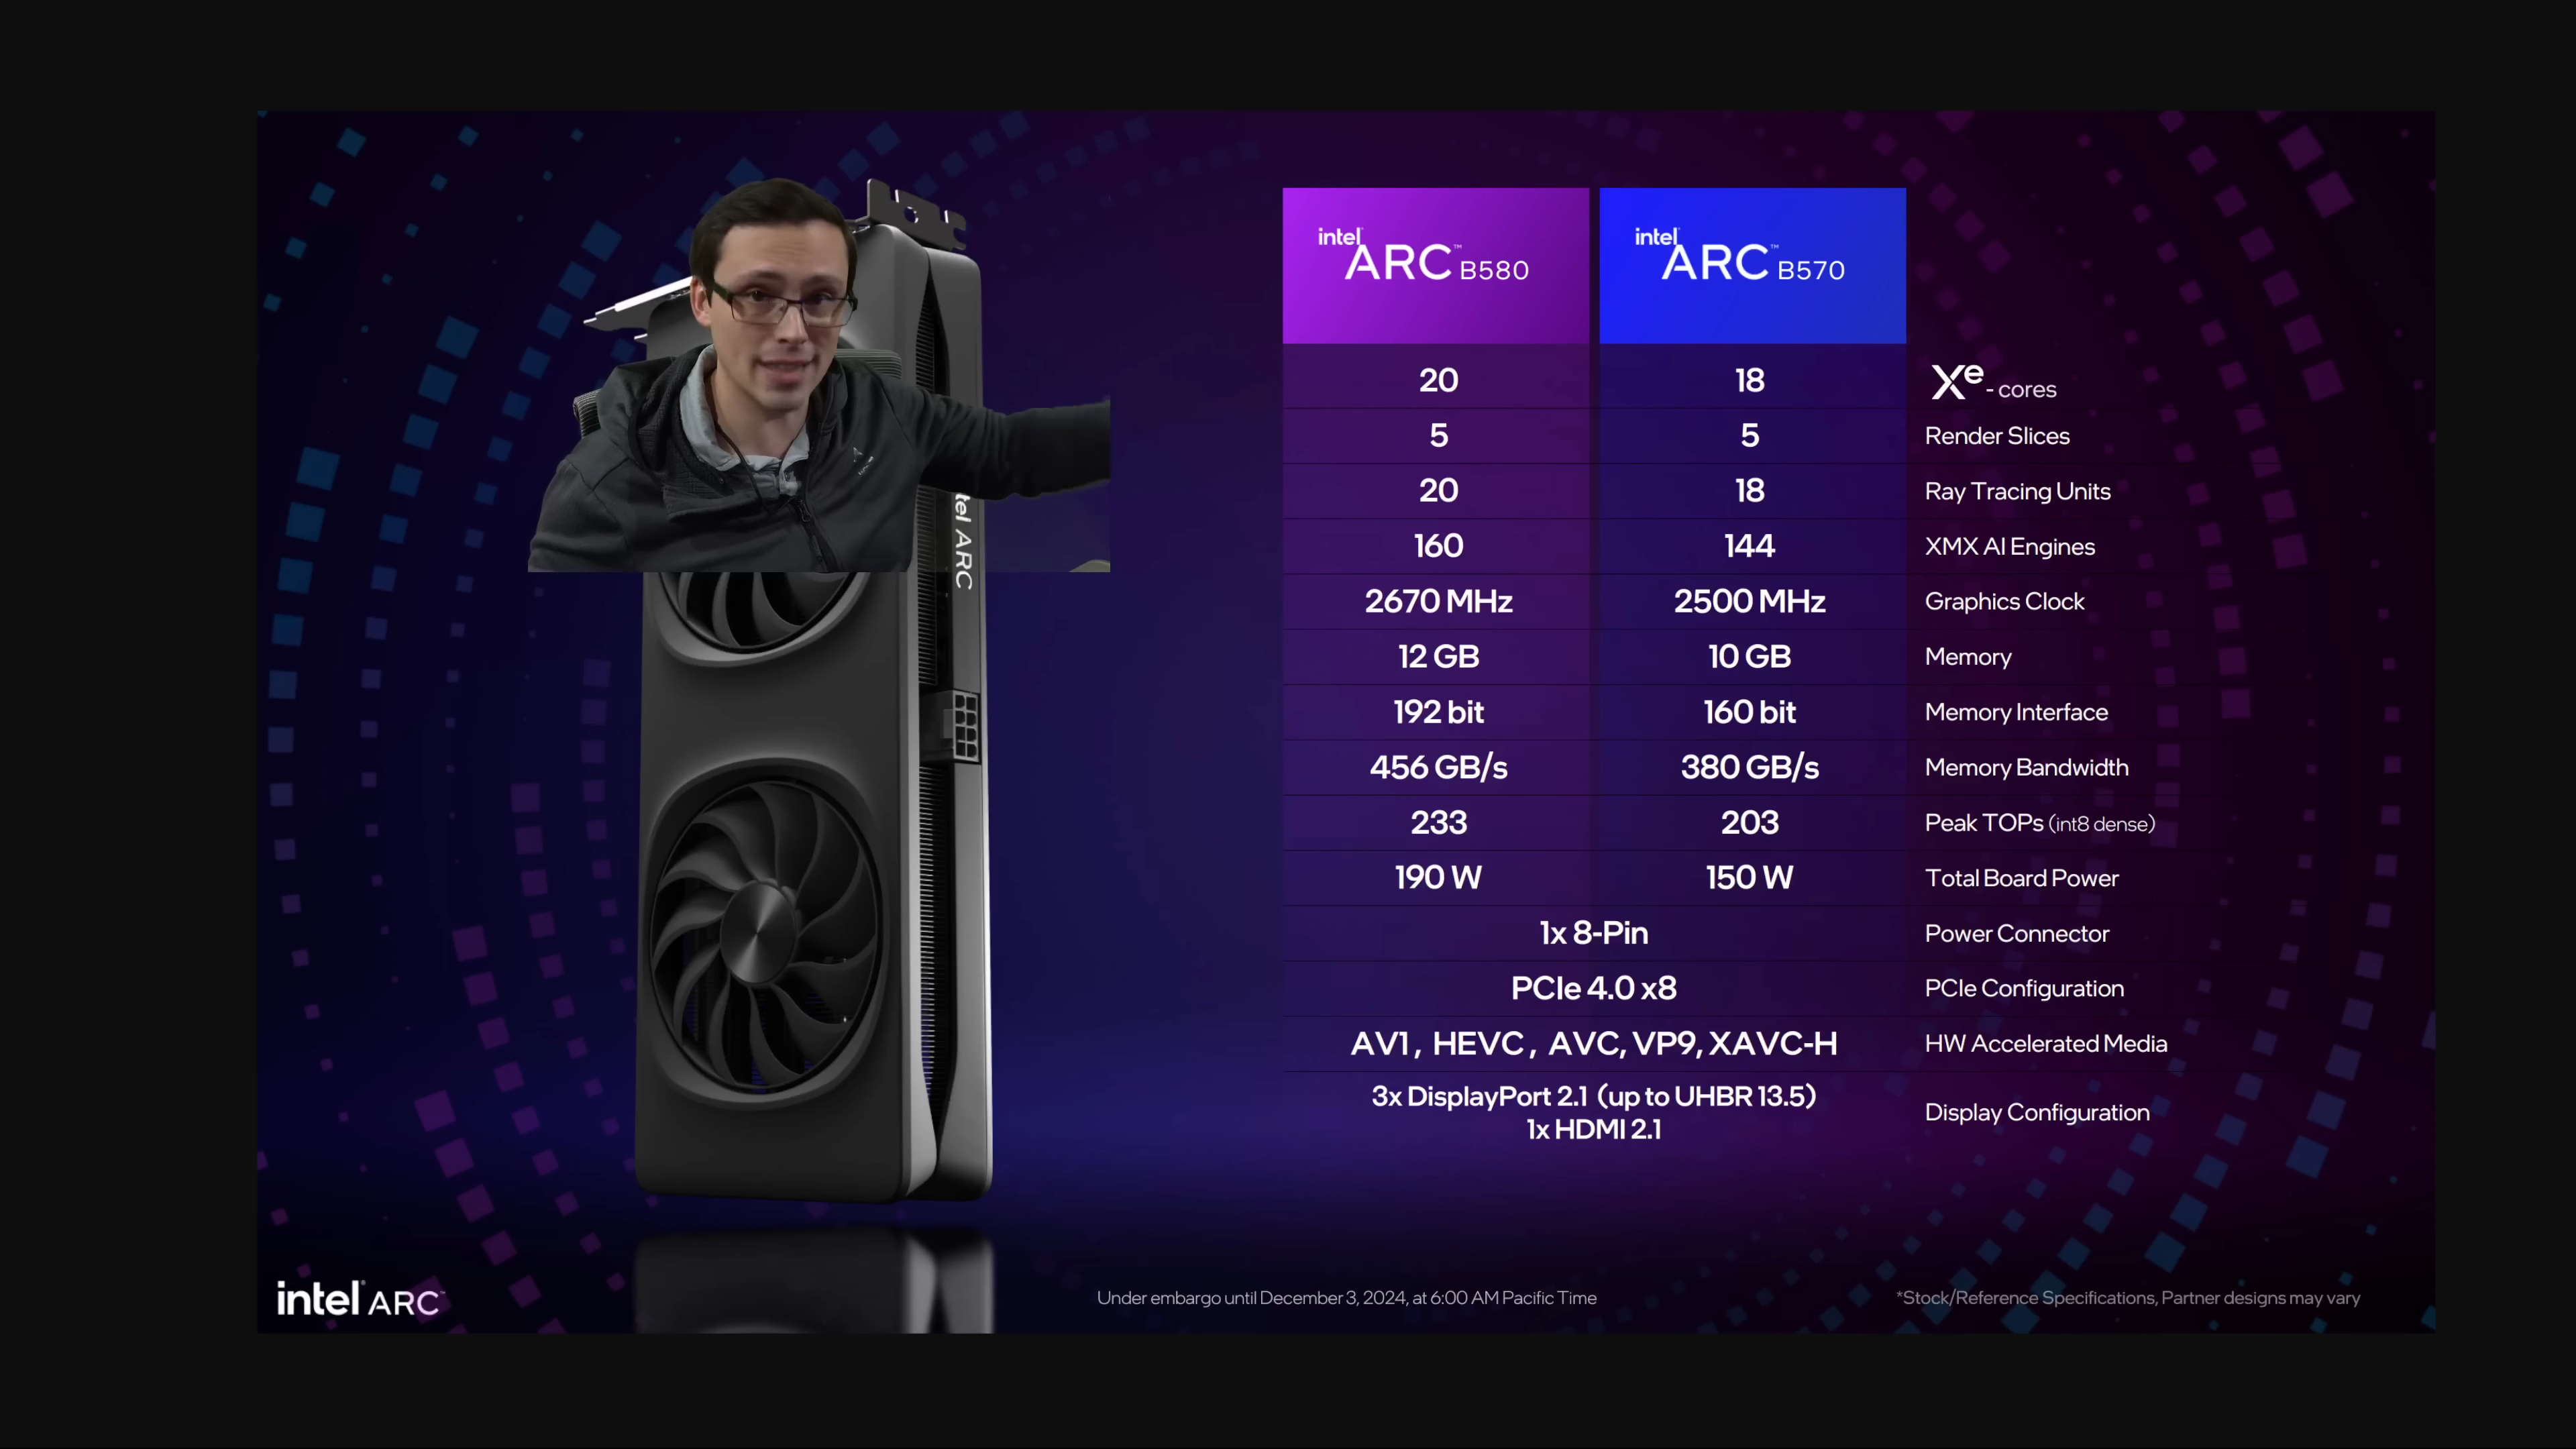 intel
ARC™ B580
intel
ARC™ B570
20 18 Xe - cores
5 5 Render Slices
20 18 Ray Tracing Units
160 144 XMX AI Engines
2670 MHz 2500 MHz Graphics Clock
12 GB 10 GB Memory
192 bit 160 bit Memory Interface
456 GB/s 380 GB/s Memory Bandwidth
233 203 Peak TOPs (int8 dense)
190 W 150 W Total Board Power
1x 8-Pin Power Connector
PCIe 4.0 x8 PCIe Configuration
AV1, HEVC, AVC, VP9, XAVC-H HW Accelerated Media
3x DisplayPort 2.1 (up to UHBR 13.5)
1x HDMI 2.1
Display Configuration
tel ARC
intel ARC
Under embargo until December 3, 2024, at 6:00 AM Pacific Time
*Stock/Reference Specifications, Partner designs may vary